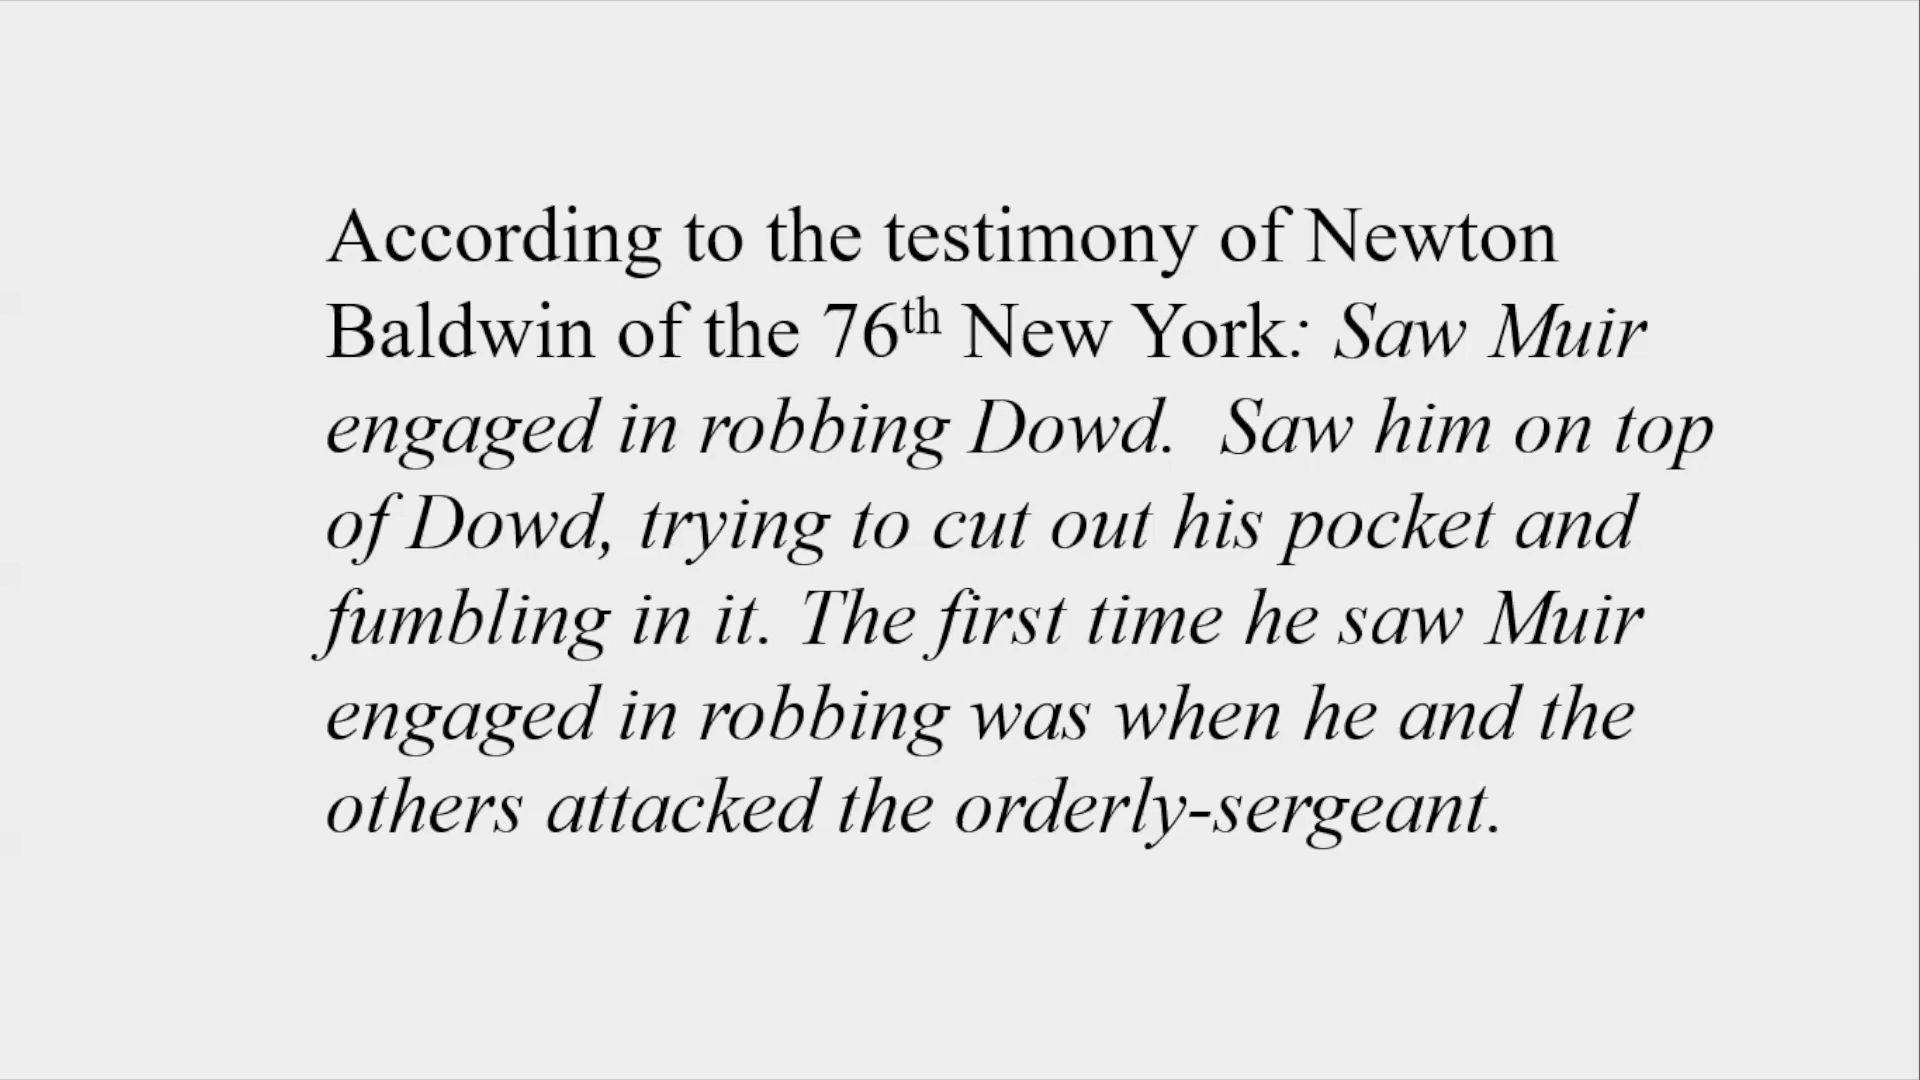 According to the testimony of Newton
Baldwin of the 76th New York: Saw Muir
engaged in robbing Dowd.  Saw him on top
of Dowd, trying to cut out his pocket and
fumbling in it. The first time he saw Muir
engaged in robbing was when he and the
others attacked the orderly-sergeant.